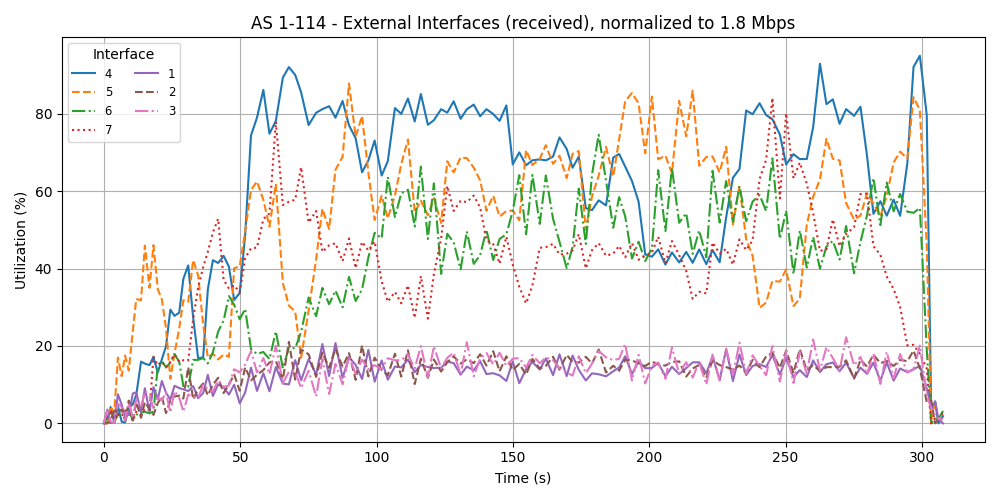 AS 1-114 - External Interfaces (received), normalized to 1.8 Mbps
Interface
4 1
5 2
6 3
7
Utilization (%)
80
60
40
20
0
0 50 100 150 200 250 300
Time (s)